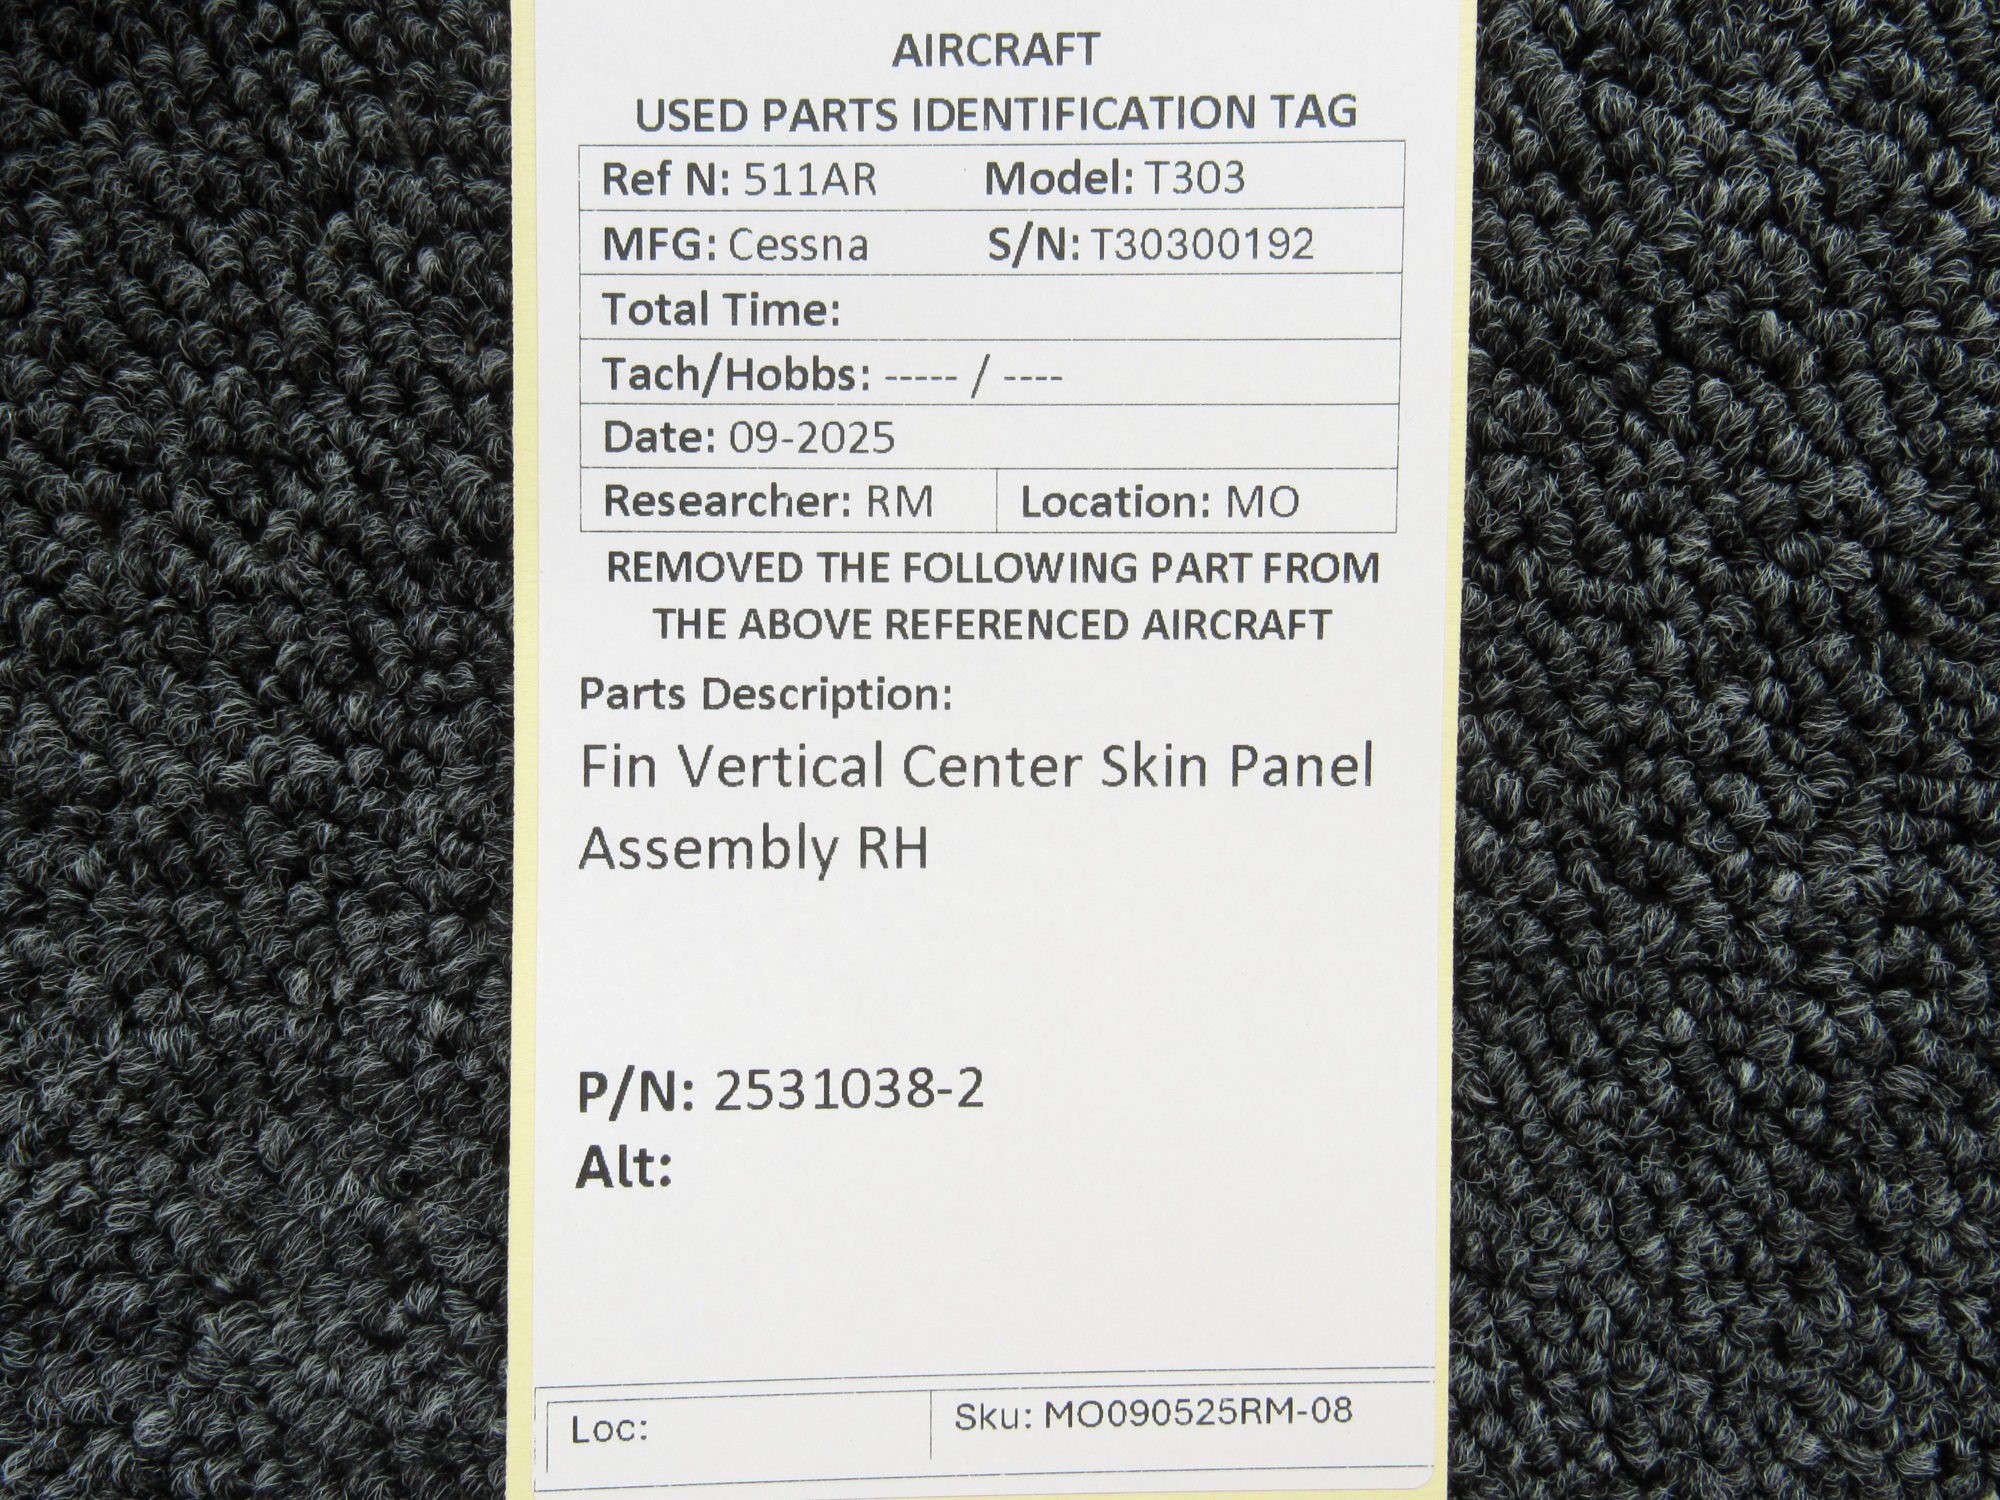 AIRCRAFT
USED PARTS IDENTIFICATION TAG
Ref N: 511AR Model: T303
MFG: Cessna S/N: T30300192
Total Time:
Tach/Hobbs: ----- / ----
Date: 09-2025
Researcher: RM Location: MO
REMOVED THE FOLLOWING PART FROM
THE ABOVE REFERENCED AIRCRAFT
Parts Description:
Fin Vertical Center Skin Panel
Assembly RH
P/N: 2531038-2
Alt:
Loc: Sku: MO090525RM-08